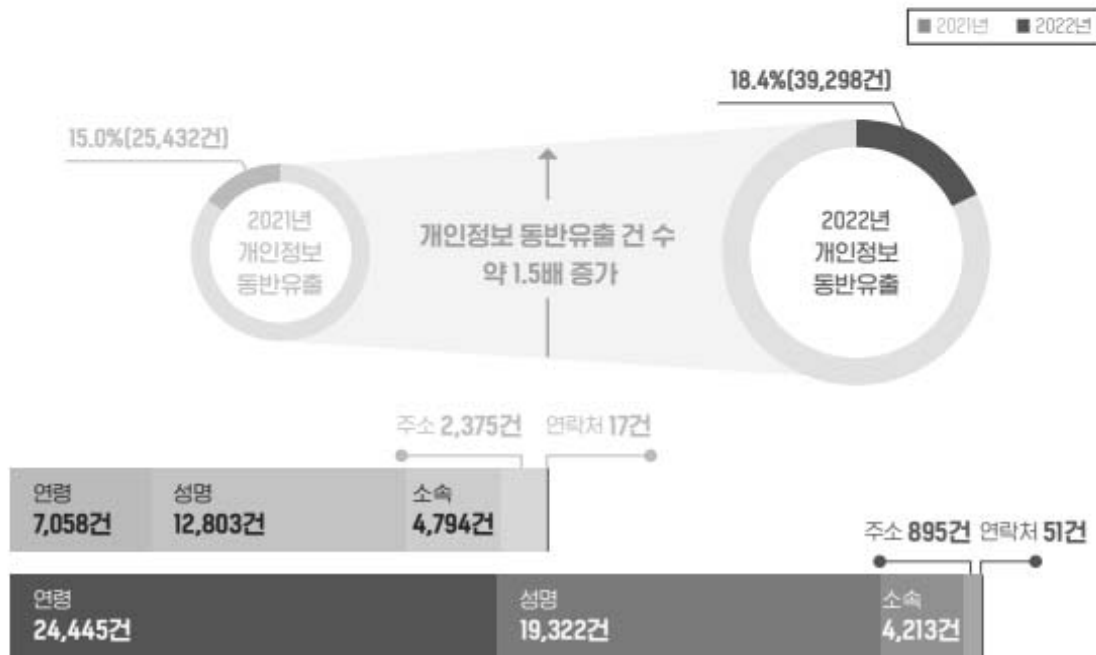 2021년 2022년
18.4%(39,298건)
15.0%(25,432건)
2021년
개인정보
동반유출
개인정보 동반유출 건 수
약 1.5배 증가
2022년
개인정보
동반유출
주소 2,375건 연락처 17건
연령 성명 소속
7,058건 12,803건 4,794건
주소 895건 연락처 51건
연령 성명 소속
24,445건 19,322건 4,213건